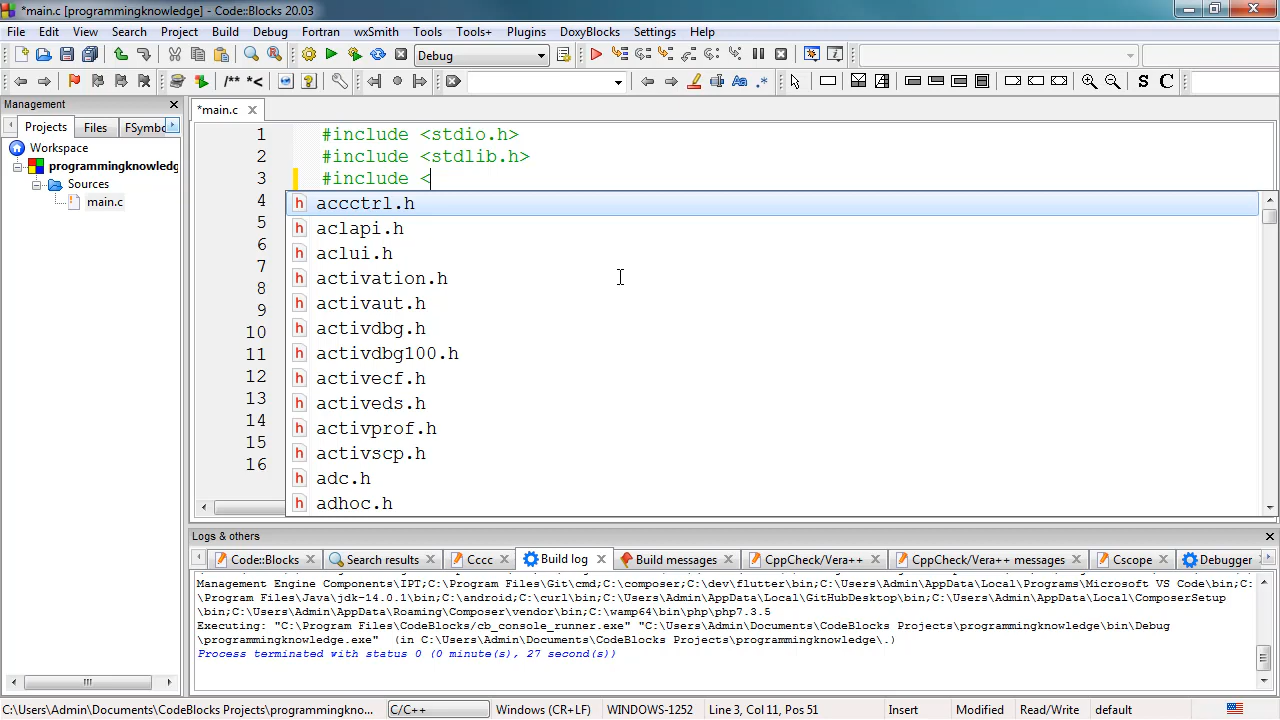 *main.c [programmingknowledge] - Code::Blocks 20.03
File Edit View Search Project Build Debug Fortran wxSmith Tools Tools+ Plugins DoxyBlocks Settings Help
Debug
/** *<
Aa .*
S C
Management
Projects Files FSymbo
Workspace
programmingknowledg
Sources
main.c
*main.c
1 #include <stdio.h>
2 #include <stdlib.h>
3 #include <
4
5
6
7
8
9
10
11
12
13
14
15
16
accctrl.h
aclapi.h
aclui.h
activation.h
activaut.h
activdbg.h
activdbg100.h
activecf.h
activeds.h
activprof.h
activscp.h
adc.h
adhoc.h
Logs & others
Code::Blocks Search results Cccc Build log Build messages CppCheck/Vera++ CppCheck/Vera++ messages Cscope Debugger
Management Engine Components\IPT;C:\Program Files\Git\cmd;C:\composer;C:\dev\flutter\bin;C:\Users\Admin\AppData\Local\Programs\Microsoft VS Code\bin;C:
\Program Files\Java\jdk-14.0.1\bin;C:\android;C:\curl\bin;C:\Users\Admin\AppData\Local\GitHubDesktop\bin;C:\Users\Admin\AppData\Local\ComposerSetup
\bin;C:\Users\Admin\AppData\Roaming\Composer\vendor\bin;C:\wamp64\bin\php\php7.3.5
Executing: "C:\Program Files\CodeBlocks/cb_console_runner.exe" "C:\Users\Admin\Documents\CodeBlocks Projects\programmingknowledge\bin\Debug
\programmingknowledge.exe" (in C:\Users\Admin\Documents\CodeBlocks Projects\programmingknowledge\.)
Process terminated with status 0 (0 minute(s), 27 second(s))
C:\Users\Admin\Documents\CodeBlocks Projects\programmingkno... C/C++ Windows (CR+LF) WINDOWS-1252 Line 3, Col 11, Pos 51 Insert Modified Read/Write default